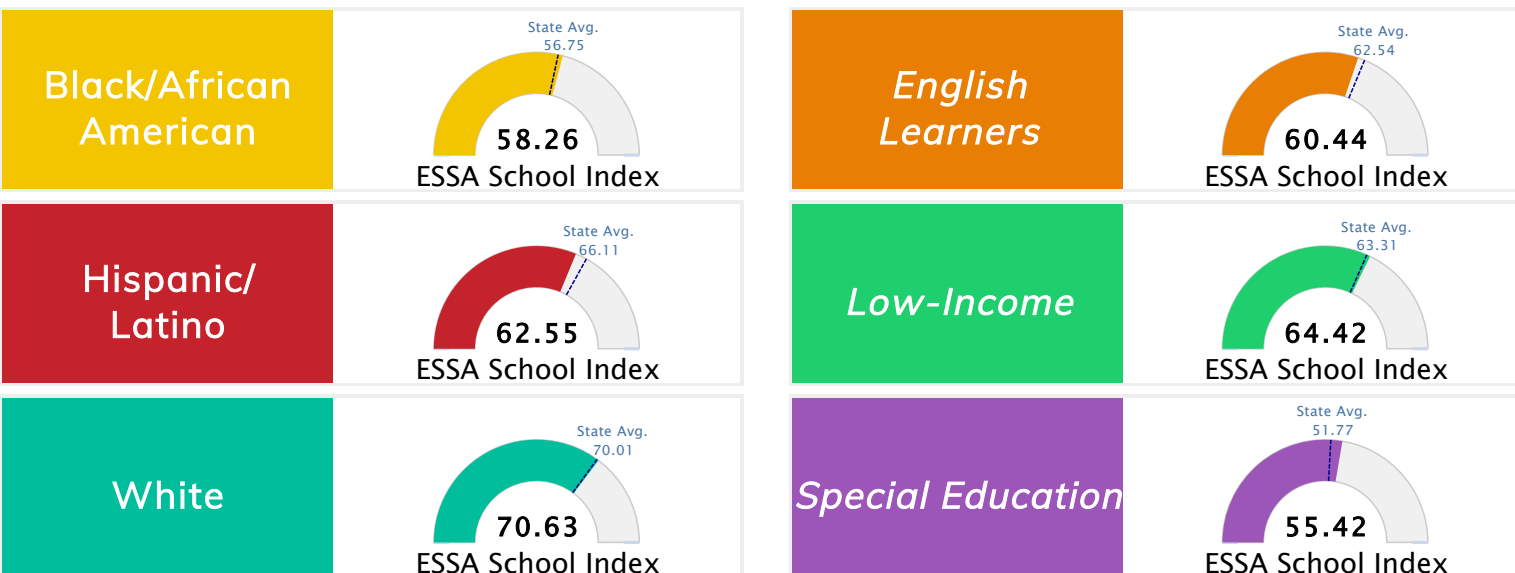 Black/African
American
State Avg.
56.75
58.26
ESSA School Index
English
Learners
State Avg.
62.54
60.44
ESSA School Index
Hispanic/
Latino
State Avg.
66.11
62.55
ESSA School Index
Low-Income
State Avg.
63.31
64.42
ESSA School Index
White
State Avg.
70.01
70.63
ESSA School Index
Special Education
State Avg.
51.77
55.42
ESSA School Index